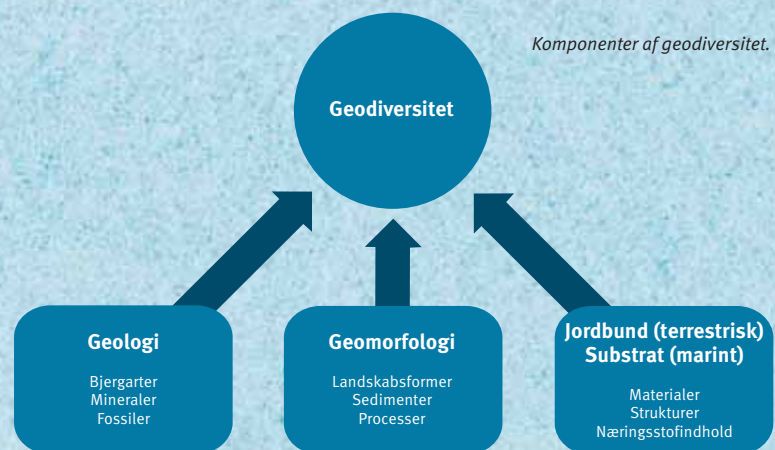 Komponenter af geodiversitet.
Geodiversitet
Geologi
Bjergarter
Mineraler
Fossiler
Geomorfologi
Landskabsformer
Sedimenter
Processer
Jordbund (terrestrisk)
Substrat (marint)
Materialer
Strukturer
Næringsstofindhold